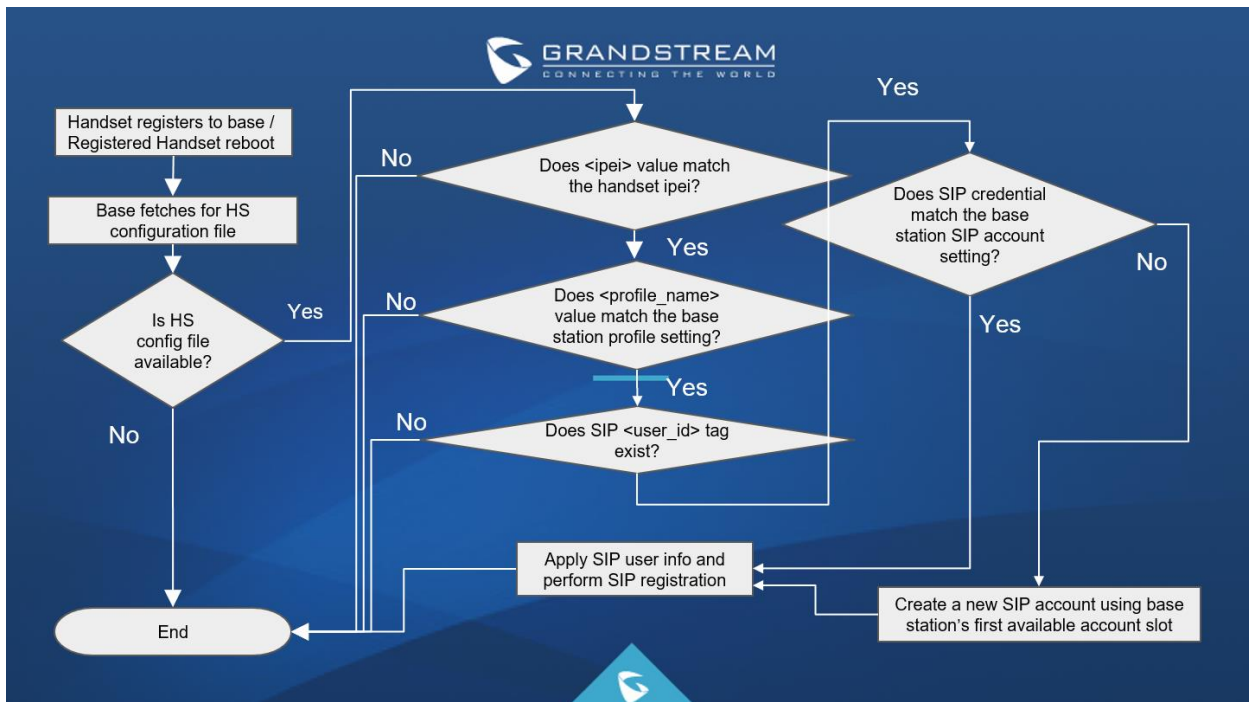 GRANDSTREAM
CONNECTING THE WORLD
Handset registers to base /
Registered Handset reboot
Base fetches for HS
configuration file
Is HS
config file
available?
Yes
No
End
No
Does <ipei> value match
the handset ipei?
Yes
No
Does <profile_name>
value match the base
station profile setting?
Yes
No
Does SIP <user_id> tag
exist?
Yes
Does SIP credential
match the base
station SIP account
setting?
No
Yes
Apply SIP user info and
perform SIP registration
Create a new SIP account using base
station's first available account slot